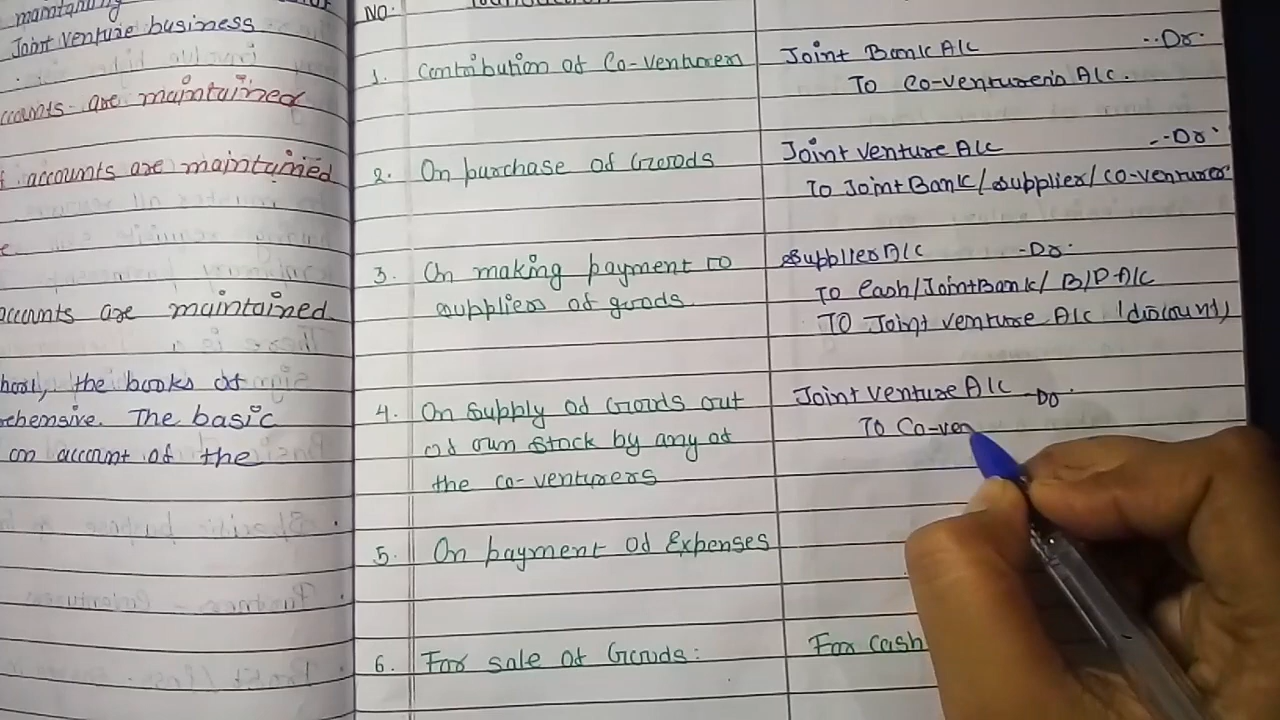 Joint venture business
accounts are maintained
accounts are maintained
accounts are maintained
the books of
The basic
on account of the
NO.
1. Contribution of Co-venturers
Joint Bank A/c --Dr.
To Co-venturer's A/c.
2. On purchase of Goods
Joint venture A/c --Dr.
To Joint Bank/supplier/co-venturer
3. On making payment to
suppliers of goods.
supplier A/c -Dr.
To Cash/Joint Bank/B/P A/c
To Joint venture A/c (discount)
4. On supply of Goods out
of own stock by any of
the co-venturers
Joint venture A/c -Dr.
To Co-ven
5. On payment of Expenses
6. For sale of Goods:
For cash